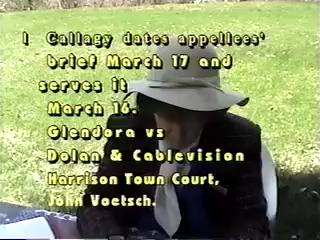 ! Callagy dates appellees'
brief March 17 and
serves it
March 16.
Glendora vs
Dolan & Cablevision
Harrison Town Court,
John Voetsch.